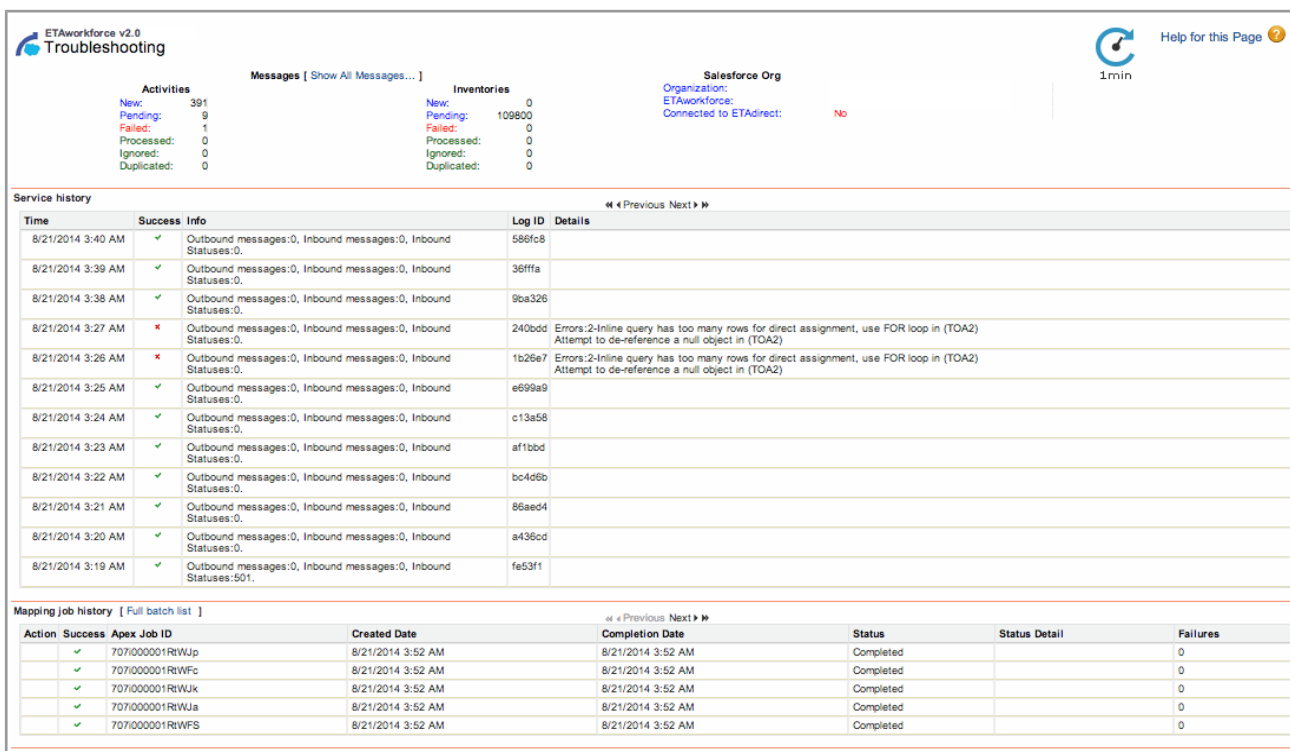 ETAworkforce v2.0
Troubleshooting
Help for this Page ?
1min
Messages [ Show All Messages... ]
Activities
New: 391
Pending: 9
Failed: 1
Processed: 0
Ignored: 0
Duplicated: 0
Inventories
New: 0
Pending: 109800
Failed: 0
Processed: 0
Ignored: 0
Duplicated: 0
Salesforce Org
Organization:
ETAworkforce:
Connected to ETAdirect: No
Service history
Previous Next
Time Success Info Log ID Details
8/21/2014 3:40 AM Outbound messages:0, Inbound messages:0, Inbound 586fc8
Statuses:0.
8/21/2014 3:39 AM Outbound messages:0, Inbound messages:0, Inbound 36fffa
Statuses:0.
8/21/2014 3:38 AM Outbound messages:0, Inbound messages:0, Inbound 9ba326
Statuses:0.
8/21/2014 3:27 AM Outbound messages:0, Inbound messages:0, Inbound 240bdd Errors:2-Inline query has too many rows for direct assignment, use FOR loop in (TOA2)
Statuses:0. Attempt to de-reference a null object in (TOA2)
8/21/2014 3:26 AM Outbound messages:0, Inbound messages:0, Inbound 1b26e7 Errors:2-Inline query has too many rows for direct assignment, use FOR loop in (TOA2)
Statuses:0. Attempt to de-reference a null object in (TOA2)
8/21/2014 3:25 AM Outbound messages:0, Inbound messages:0, Inbound e699a9
Statuses:0.
8/21/2014 3:24 AM Outbound messages:0, Inbound messages:0, Inbound c13a58
Statuses:0.
8/21/2014 3:23 AM Outbound messages:0, Inbound messages:0, Inbound af1bbd
Statuses:0.
8/21/2014 3:22 AM Outbound messages:0, Inbound messages:0, Inbound bc4d6b
Statuses:0.
8/21/2014 3:21 AM Outbound messages:0, Inbound messages:0, Inbound 86aed4
Statuses:0.
8/21/2014 3:20 AM Outbound messages:0, Inbound messages:0, Inbound a436cd
Statuses:0.
8/21/2014 3:19 AM Outbound messages:0, Inbound messages:0, Inbound fe53f1
Statuses:501.
Mapping job history [ Full batch list ]
Previous Next
Action Success Apex Job ID Created Date Completion Date Status Status Detail Failures
707i000001RtWJp 8/21/2014 3:52 AM 8/21/2014 3:52 AM Completed 0
707i000001RtWFc 8/21/2014 3:52 AM 8/21/2014 3:52 AM Completed 0
707i000001RtWJk 8/21/2014 3:52 AM 8/21/2014 3:52 AM Completed 0
707i000001RtWJa 8/21/2014 3:52 AM 8/21/2014 3:52 AM Completed 0
707i000001RtWFS 8/21/2014 3:52 AM 8/21/2014 3:52 AM Completed 0